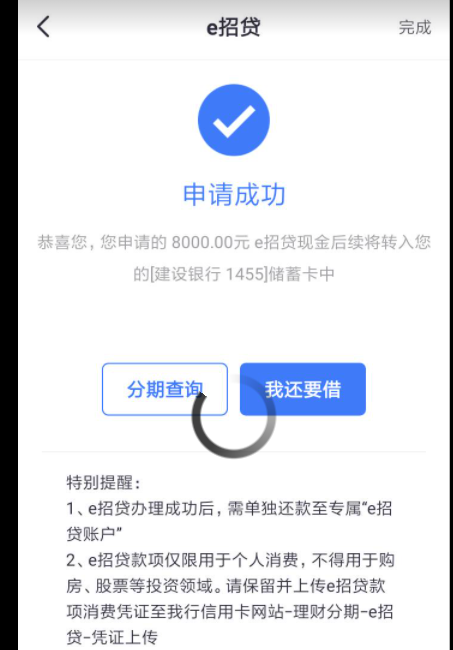 e招贷
完成
申请成功
恭喜您，您申请的 8000.00元 e招贷现金后续将转入您
的[建设银行 1455]储蓄卡中
分期查询
我还要借
特别提醒：
1、e招贷办理成功后，需单独还款至专属“e招
贷账户”
2、e招贷款项仅限用于个人消费，不得用于购
房、股票等投资领域。请保留并上传e招贷款
项消费凭证至我行信用卡网站-理财分期-e招
贷-凭证上传